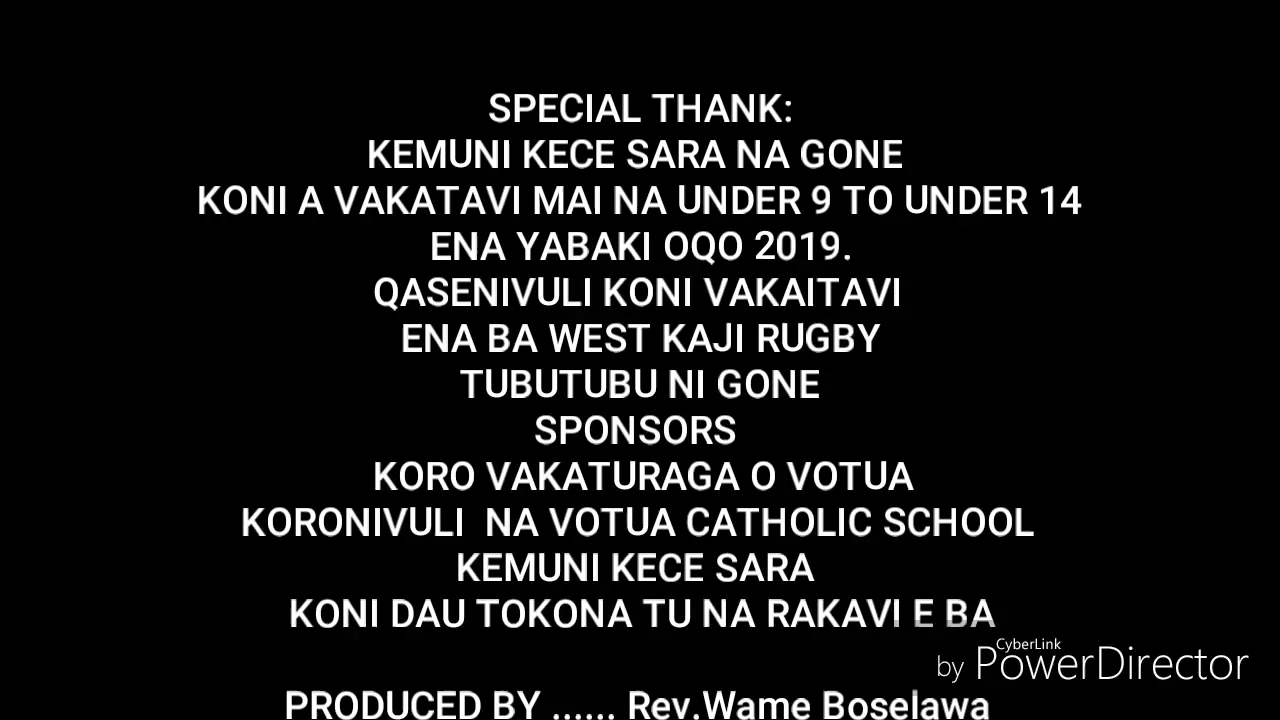 SPECIAL THANK:
KEMUNI KECE SARA NA GONE
KONI A VAKATAVI MAI NA UNDER 9 TO UNDER 14
ENA YABAKI OQO 2019.
QASENIVULI KONI VAKAITAVI
ENA BA WEST KAJI RUGBY
TUBUTUBU NI GONE
SPONSORS
KORO VAKATURAGA O VOTUA
KORONIVULI NA VOTUA CATHOLIC SCHOOL
KEMUNI KECE SARA
KONI DAU TOKONA TU NA RAKAVI E BA
CyberLink
by PowerDirector
PRODUCED BY ...... Rev.Wame Boselawa